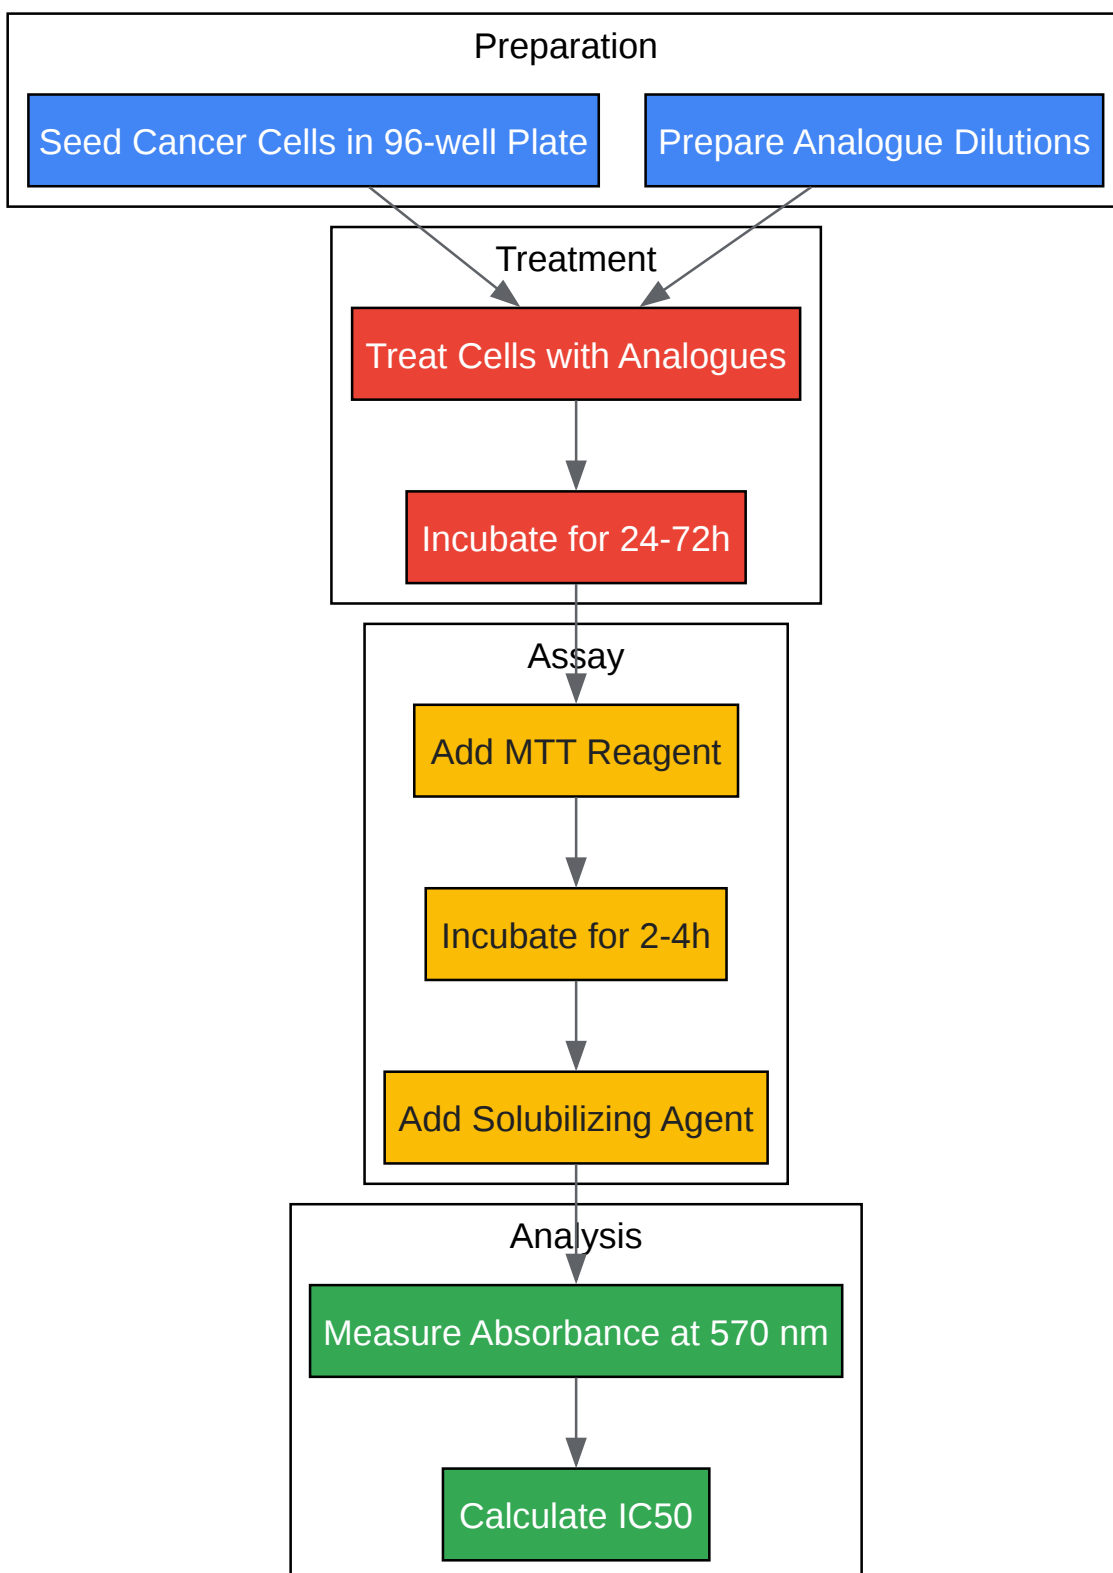 Preparation
Seed Cancer Cells in 96-well Plate
Prepare Analogue Dilutions
Treatment
Treat Cells with Analogues
Incubate for 24-72h
Assay
Add MTT Reagent
Incubate for 2-4h
Add Solubilizing Agent
Analysis
Measure Absorbance at 570 nm
Calculate IC50